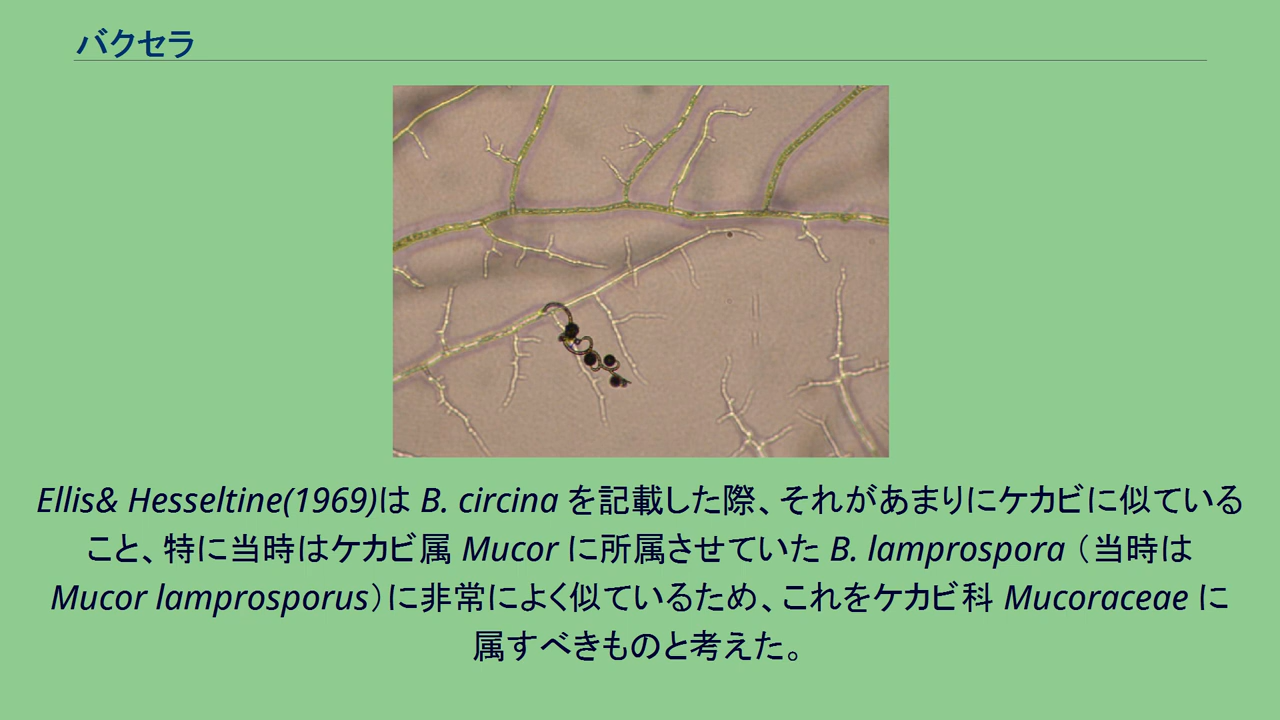 バクセラ
Ellis& Hesseltine(1969)は B. circina を記載した際、それがあまりにケカビに似ている
こと、特に当時はケカビ属 Mucor に所属させていた B. lamprospora（当時は
Mucor lamprosporus）に非常によく似ているため、これをケカビ科 Mucoraceae に
属すべきものと考えた。